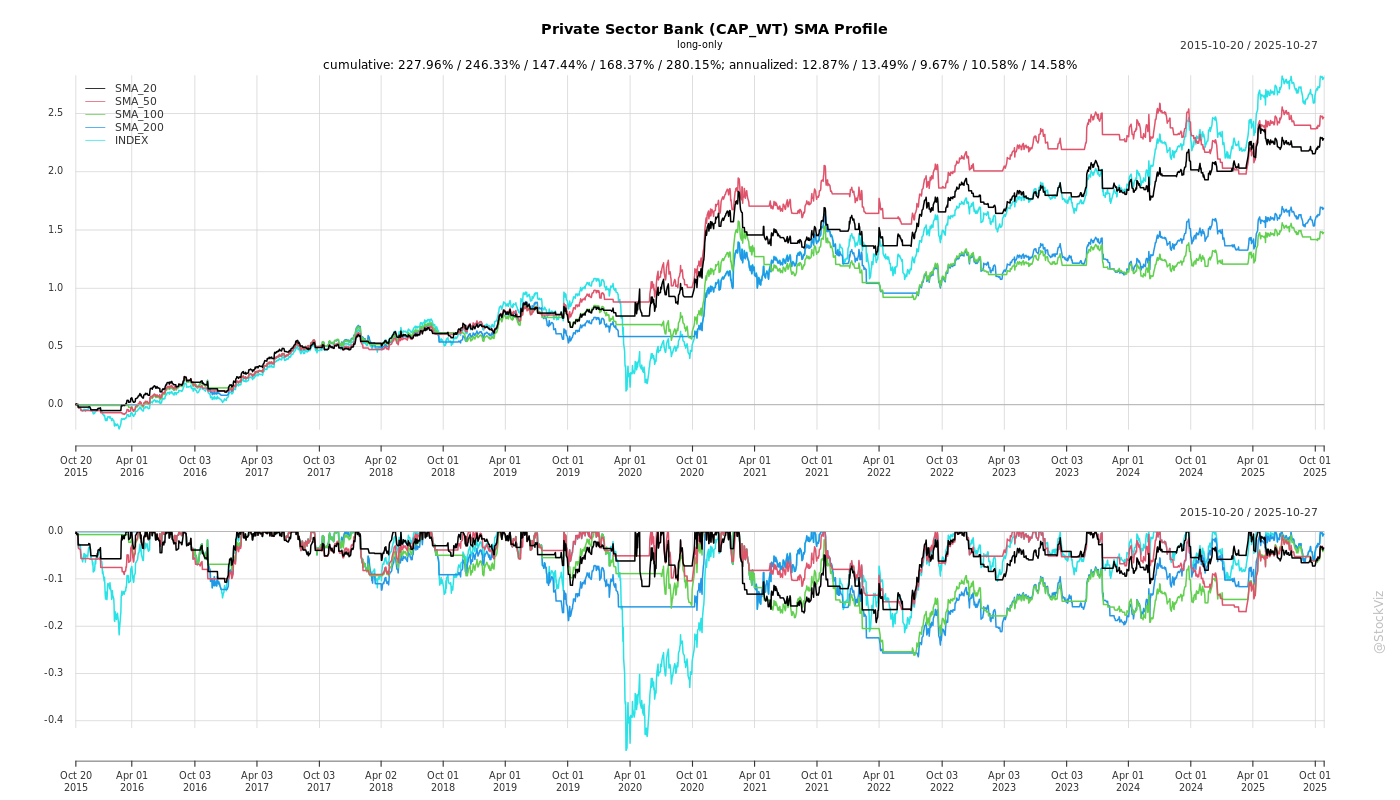 Private Sector Bank (CAP_WT) SMA Profile
long-only
2015-10-20 / 2025-10-27
cumulative: 227.96% / 246.33% / 147.44% / 168.37% / 280.15%; annualized: 12.87% / 13.49% / 9.67% / 10.58% / 14.58%
SMA_20
SMA_50
SMA_100
SMA_200
INDEX
2.5
2.0
1.5
1.0
0.5
0.0
Oct 20 Apr 01 Oct 03 Apr 03 Oct 03 Apr 02 Oct 01 Apr 01 Oct 01 Apr 01 Oct 01 Apr 01 Oct 01 Apr 01 Oct 03 Apr 03 Oct 03 Apr 01 Oct 01 Apr 01 Oct 01
2015 2016 2016 2017 2017 2018 2018 2019 2019 2020 2020 2021 2021 2022 2022 2023 2023 2024 2024 2025 2025
2015-10-20 / 2025-10-27
0.0
-0.1
-0.2
-0.3
-0.4
Oct 20 Apr 01 Oct 03 Apr 03 Oct 03 Apr 02 Oct 01 Apr 01 Oct 01 Apr 01 Oct 01 Apr 01 Oct 01 Apr 01 Oct 03 Apr 03 Oct 03 Apr 01 Oct 01 Apr 01 Oct 01
2015 2016 2016 2017 2017 2018 2018 2019 2019 2020 2020 2021 2021 2022 2022 2023 2023 2024 2024 2025 2025
@StockViz